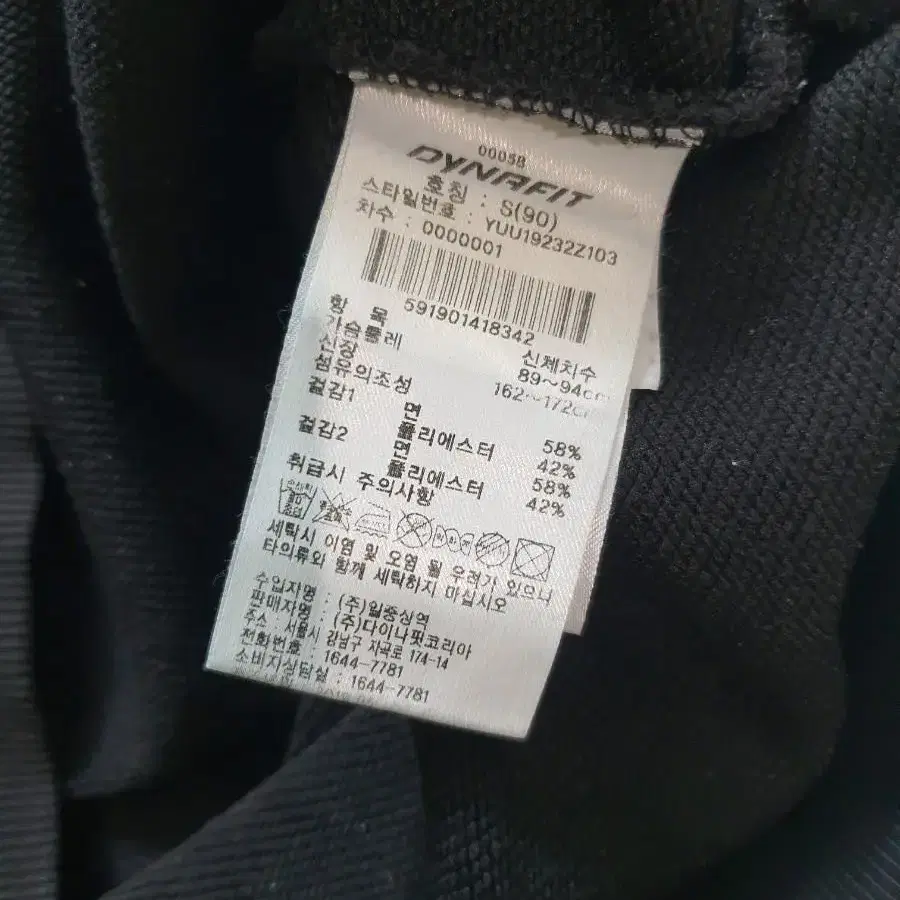 00058
DYNAFIT
호칭 : S(90)
스타일번호 : YUU19232Z103
차수 : 0000001
591901418342
항 목 신체치수
가슴둘레 89~94cm
신장 162~172cm
섬유의조성
겉감1 면 58%
폴리에스터 42%
겉감2 면 58%
폴리에스터 42%
취급시 주의사항
세탁시 이염 및 오염 될 우려가 있으니
타의류와 함께 세탁하지 마십시오
수입자명 : (주)일중상역
판매자명 : (주)다이나핏코리아
주소 : 서울시 강남구 자곡로 174-14
전화번호 : 1644-7781
소비자상담실 : 1644-7781